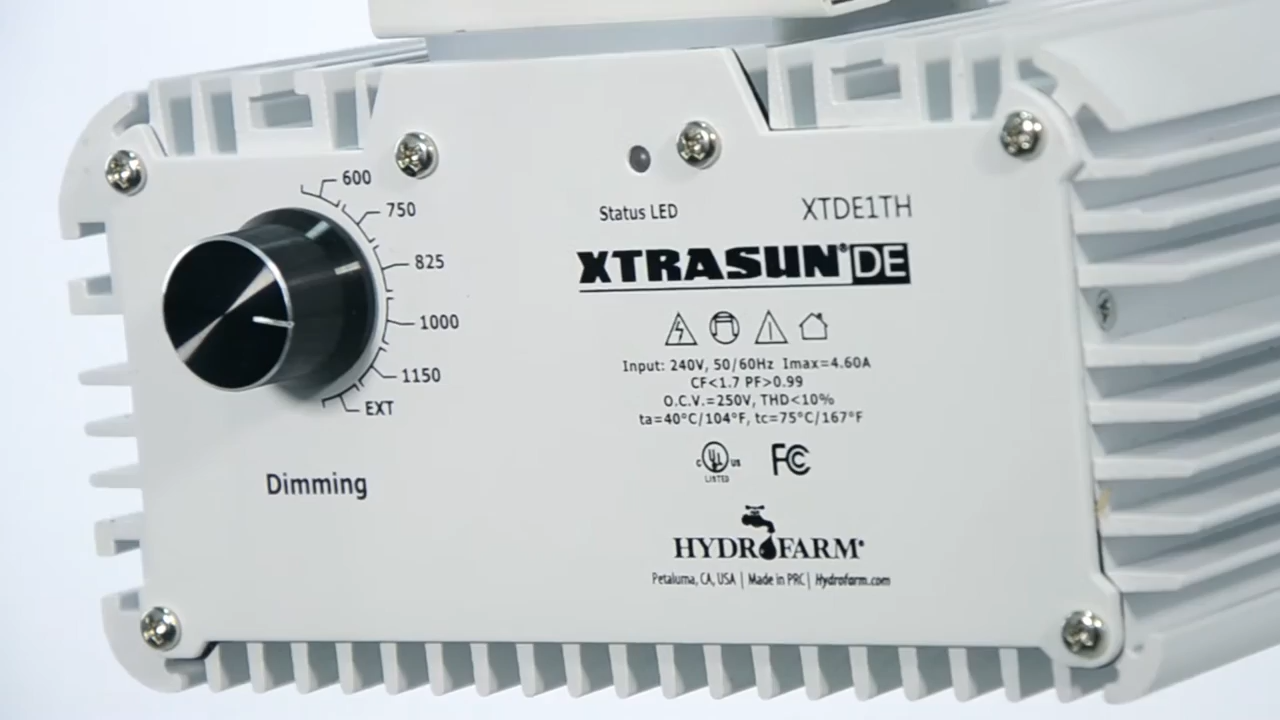 600
750
825
1000
1150
EXT
Dimming
Status LED
XTDE1TH
XTRASUN® DE
Input: 240V, 50/60Hz Imax=4.60A
CF<1.7 PF>0.99
O.C.V.=250V, THD<10%
ta=40°C/104°F, tc=75°C/167°F
C UL US
LISTED
FC
HYDROFARM®
Petaluma, CA, USA | Made in PRC | Hydrofarm.com